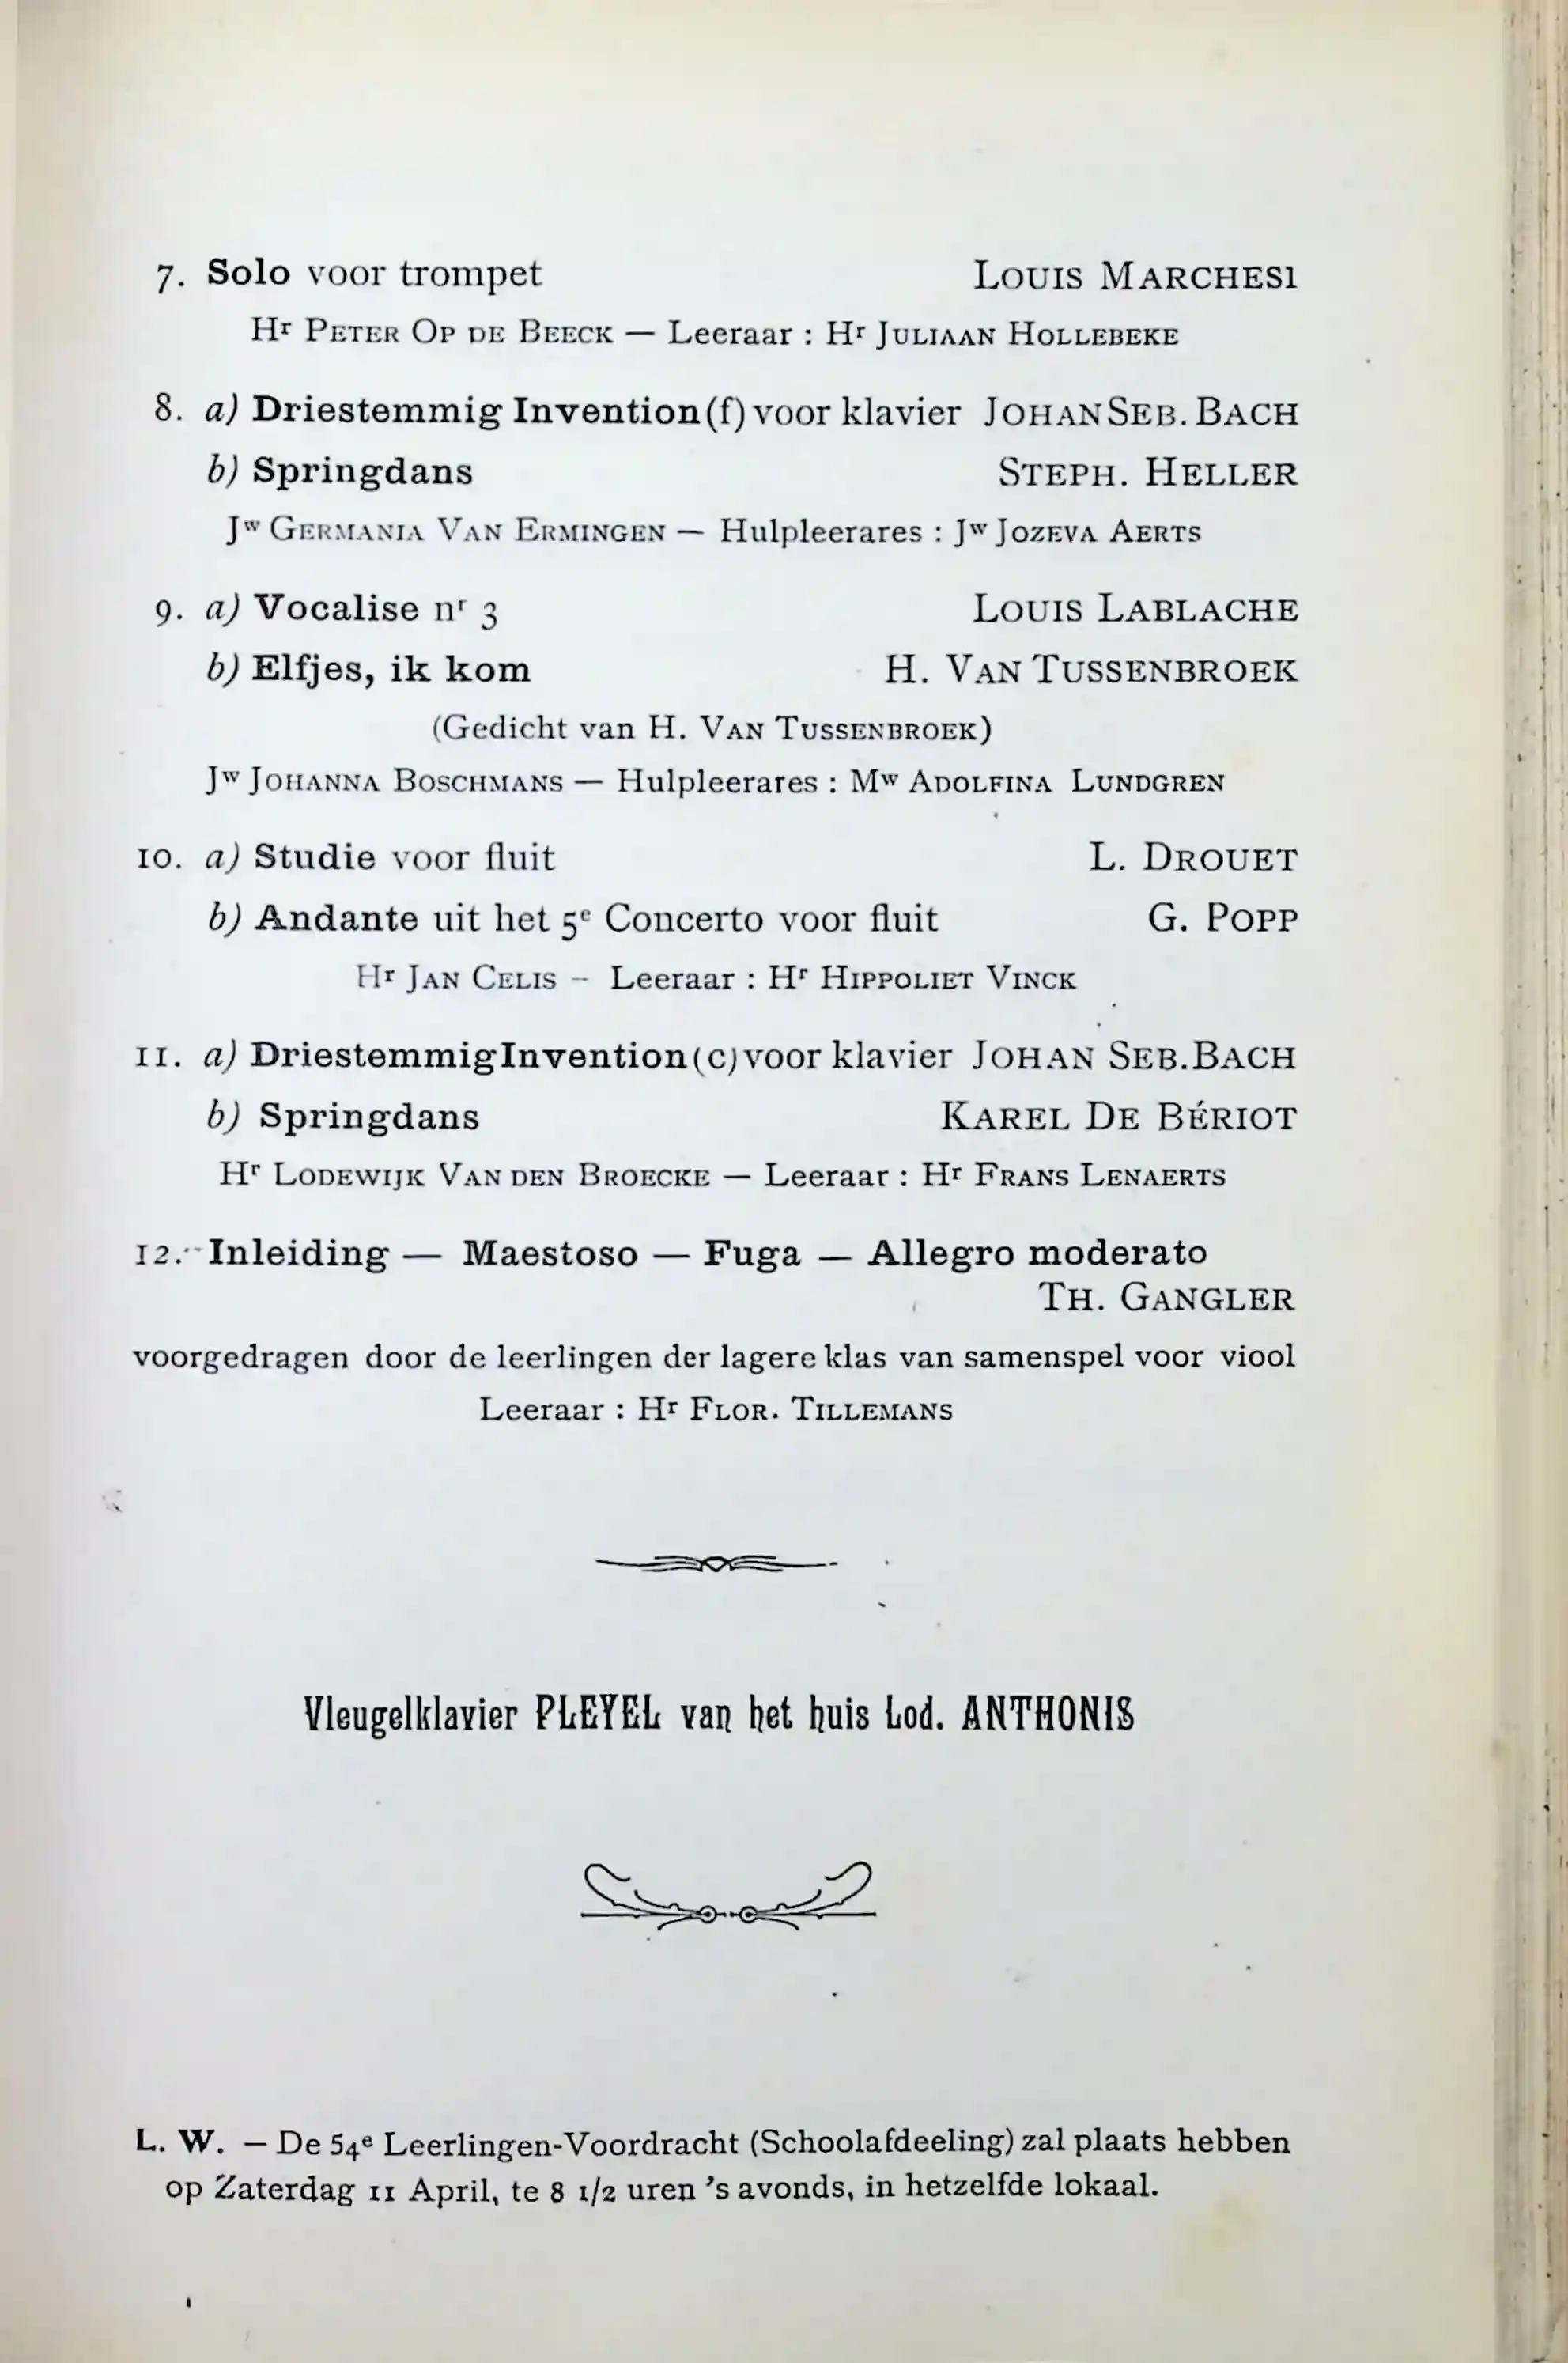 7. Solo voor trompet LOUIS MARCHESI
Hr PETER OP DE BEECK — Leeraar : Hr JULIAAN HOLLEBEKE
8. a) Driestemmig Invention (f) voor klavier JOHAN SEB. BACH
b) Springdans STEPH. HELLER
Jw GERMANIA VAN ERMINGEN — Hulpleerares : Jw JOZEVA AERTS
9. a) Vocalise nr 3 LOUIS LABLACHE
b) Elfjes, ik kom H. VAN TUSSENBROEK
(Gedicht van H. VAN TUSSENBROEK)
Jw JOHANNA BOSCHMANS — Hulpleerares : Mw ADOLFINA LUNDGREN
10. a) Studie voor fluit L. DROUET
b) Andante uit het 5e Concerto voor fluit G. POPP
Hr JAN CELIS — Leeraar : Hr HIPPOLIET VINCK
11. a) Driestemmig Invention (c) voor klavier JOHAN SEB. BACH
b) Springdans KAREL DE BÉRIOT
Hr LODEWIJK VAN DEN BROECKE — Leeraar : Hr FRANS LENAERTS
12. Inleiding — Maestoso — Fuga — Allegro moderato
TH. GANGLER
voorgedragen door de leerlingen der lagere klas van samenspel voor viool
Leeraar : Hr FLOR. TILLEMANS
Vleugelklavier PLEYEL van het huis Lod. ANTHONIS
L. W. — De 54e Leerlingen-Voordracht (Schoolafdeeling) zal plaats hebben
op Zaterdag 11 April, te 8 1/2 uren 's avonds, in hetzelfde lokaal.